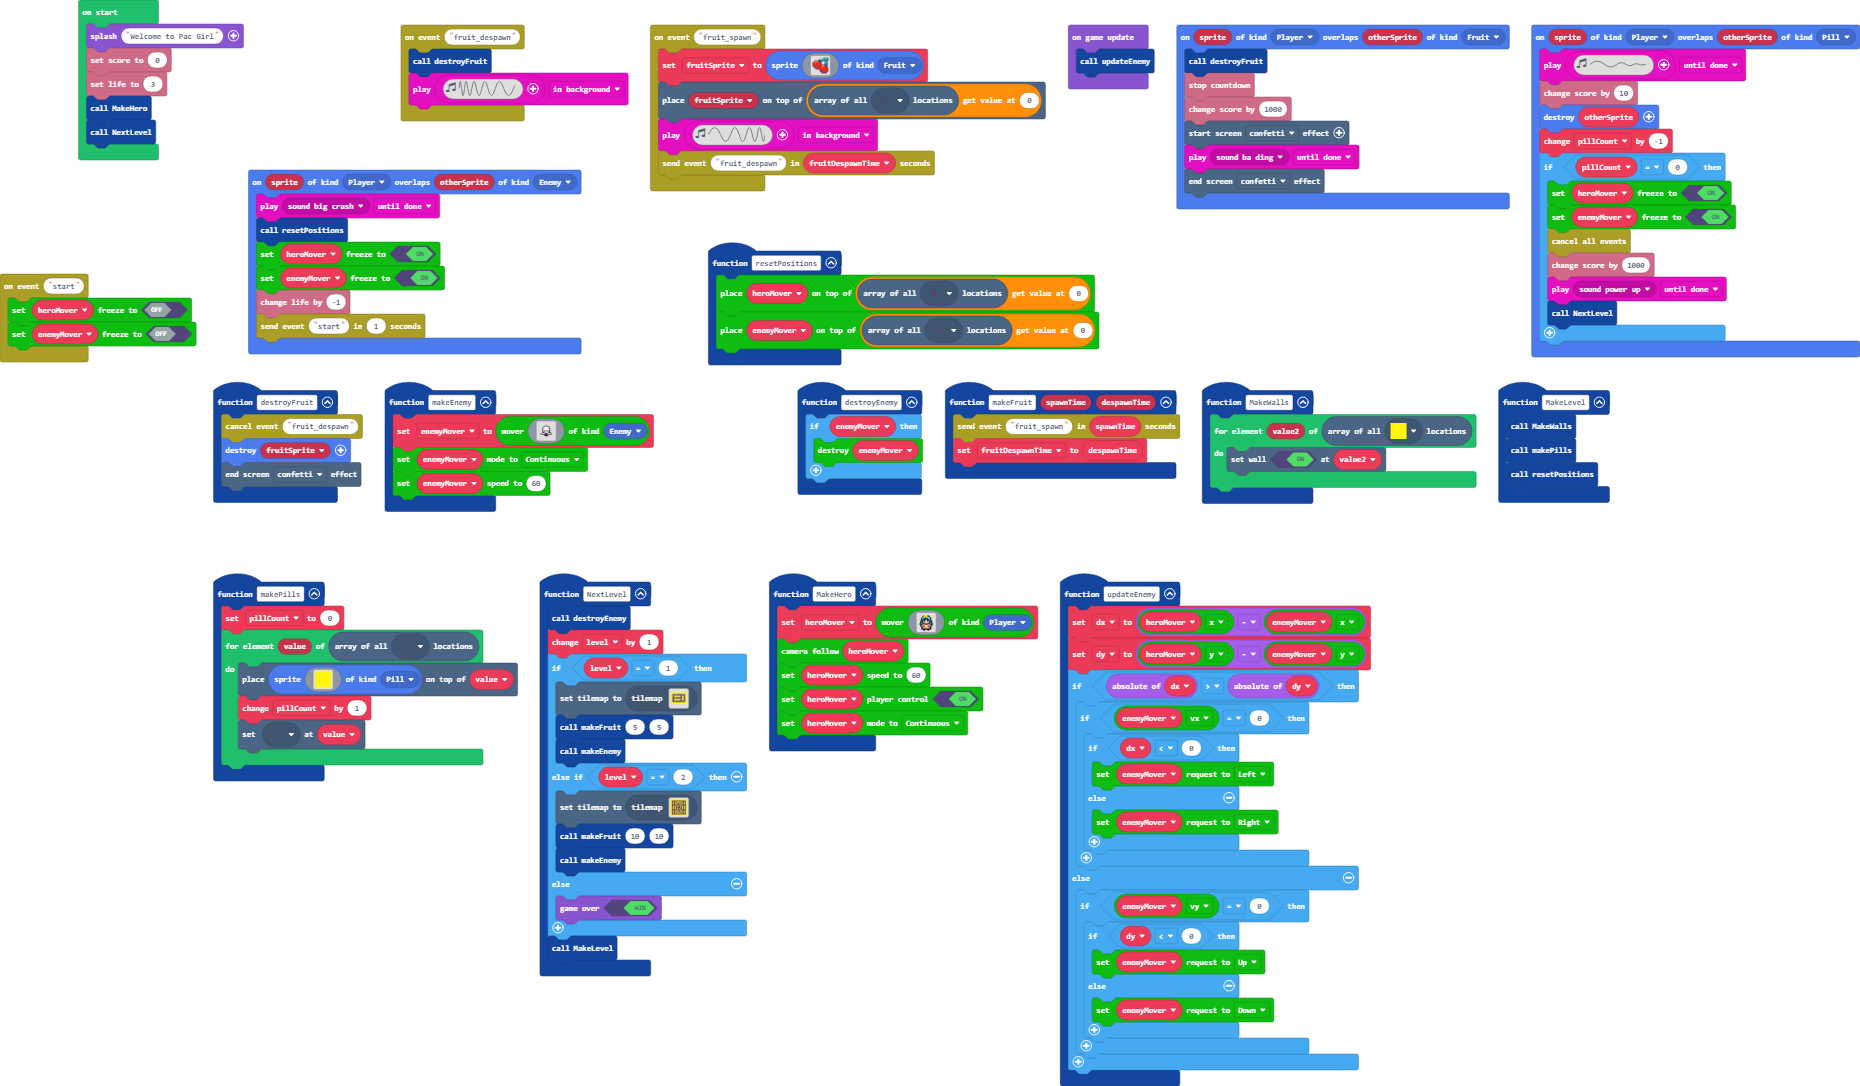 on start
splash "Welcome to Pac Girl"
set score to 0
set life to 3
call MakeHero
call NextLevel
on event "fruit_despawn"
call destroyFruit
play in background
on event "fruit_spawn"
set fruitSprite to sprite of kind Fruit
place fruitSprite on top of array of all locations get value at 0
play in background
send event "fruit_despawn" in fruitDespawnTime seconds
on game update
call updateEnemy
on sprite of kind Player overlaps otherSprite of kind Fruit
call destroyFruit
stop countdown
change score by 1000
start screen confetti effect
play sound ba ding until done
end screen confetti effect
on sprite of kind Player overlaps otherSprite of kind Pill
play until done
change score by 10
destroy otherSprite
change pillCount by -1
if pillCount = 0 then
set heroMover freeze to ON
set enemyMover freeze to ON
cancel all events
change score by 1000
play sound power up until done
call NextLevel
on sprite of kind Player overlaps otherSprite of kind Enemy
play sound big crash until done
call resetPositions
set heroMover freeze to ON
set enemyMover freeze to ON
change life by -1
send event "start" in 1 seconds
on event "start"
set heroMover freeze to OFF
set enemyMover freeze to OFF
function resetPositions
place heroMover on top of array of all locations get value at 0
place enemyMover on top of array of all locations get value at 0
function destroyFruit
cancel event "fruit_despawn"
destroy fruitSprite
end screen confetti effect
function makeEnemy
set enemyMover to mover of kind Enemy
set enemyMover mode to Continuous
set enemyMover speed to 60
function destroyEnemy
if enemyMover then
destroy enemyMover
function makeFruit spawnTime despawnTime
send event "fruit_spawn" in spawnTime seconds
set fruitDespawnTime to despawnTime
function MakeWalls
for element value2 of array of all locations
do
set wall ON at value2
function MakeLevel
call MakeWalls
call makePills
call resetPositions
function makePills
set pillCount to 0
for element value of array of all locations
do
place sprite of kind Pill on top of value
change pillCount by 1
set at value
function NextLevel
call destroyEnemy
change level by 1
if level = 1 then
set tilemap to tilemap
call makeFruit 5 5
call makeEnemy
else if level = 2 then
set tilemap to tilemap
call makeFruit 10 10
call makeEnemy
else
game over WIN
call MakeLevel
function MakeHero
set heroMover to mover of kind Player
camera follow heroMover
set heroMover speed to 60
set heroMover player control ON
set heroMover mode to Continuous
function updateEnemy
set dx to heroMover x - enemyMover x
set dy to heroMover y - enemyMover y
if absolute of dx > absolute of dy then
if enemyMover vx = 0 then
if dx < 0 then
set enemyMover request to Left
else
set enemyMover request to Right
else
if enemyMover vy = 0 then
if dy < 0 then
set enemyMover request to Up
else
set enemyMover request to Down